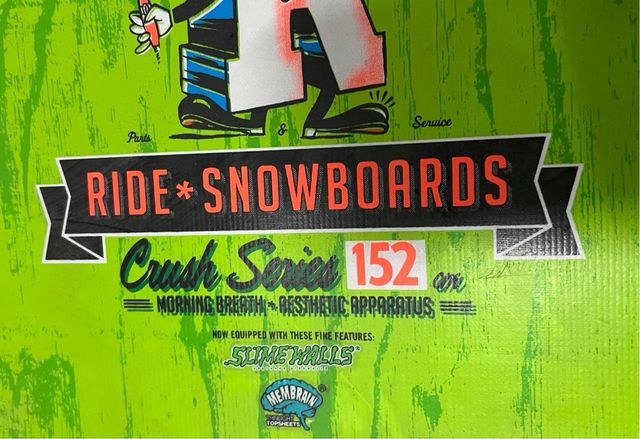 Parts & Service
RIDE*SNOWBOARDS
Crush Series 152 cm
MORNING BREATH * AESTHETIC APPARATUS
NOW EQUIPPED WITH THESE FINE FEATURES:
SLIMEWALLS®
MEMBRAIN®
TOPSHEETS